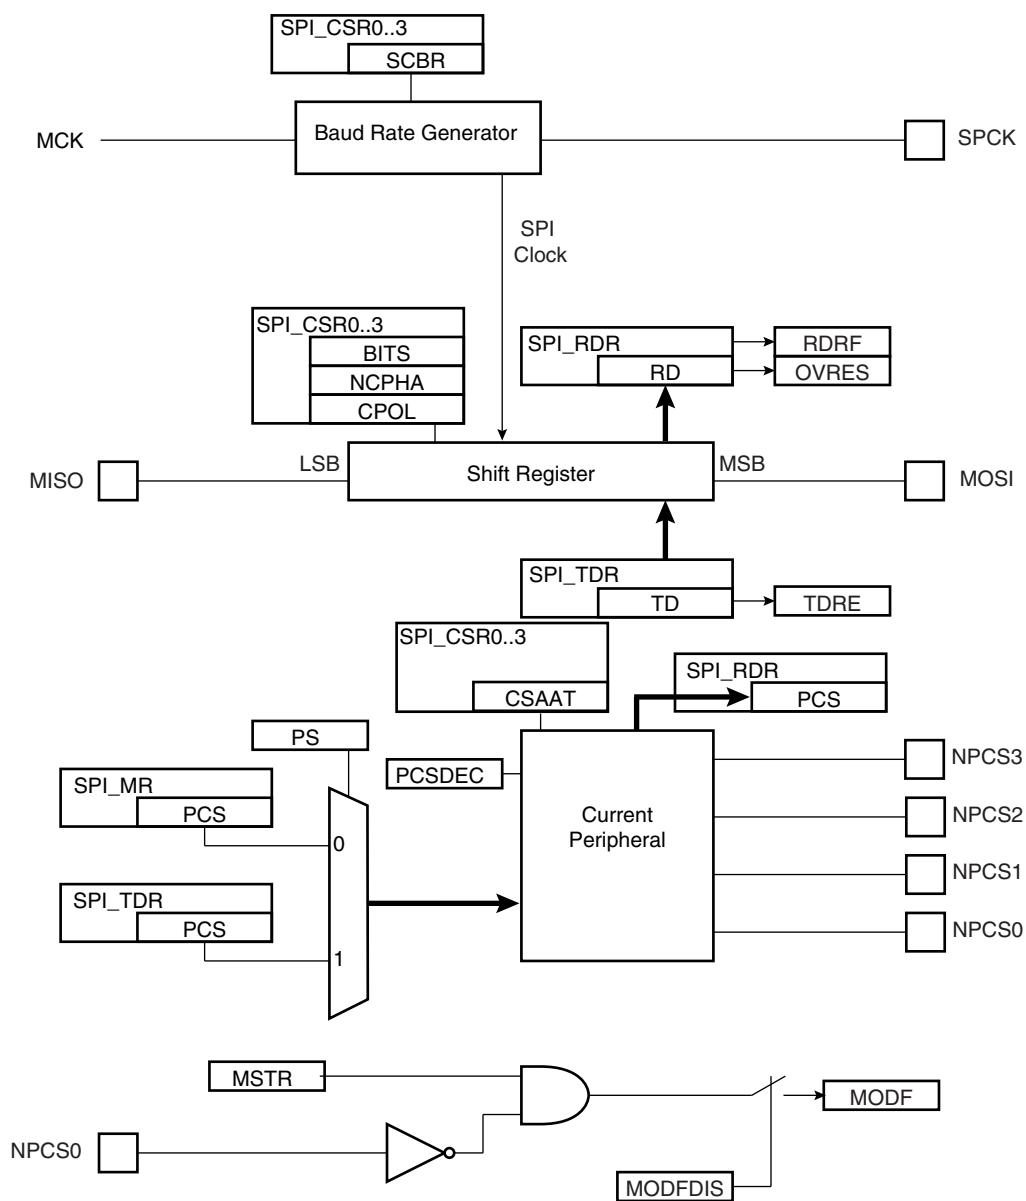 SPI_CSR0..3
SCBR
MCK
Baud Rate Generator
SPCK
SPI
Clock
SPI_CSR0..3
BITS
NCPHA
CPOL
SPI_RDR
RD
RDRF
OVRES
MISO
LSB
Shift Register
MSB
MOSI
SPI_TDR
TD
TDRE
SPI_CSR0..3
CSAAT
SPI_RDR
PCS
PS
PCSDEC
SPI_MR
PCS
0
Current
Peripheral
NPCS3
NPCS2
NPCS1
NPCS0
SPI_TDR
PCS
1
MSTR
MODF
NPCS0
MODFDIS